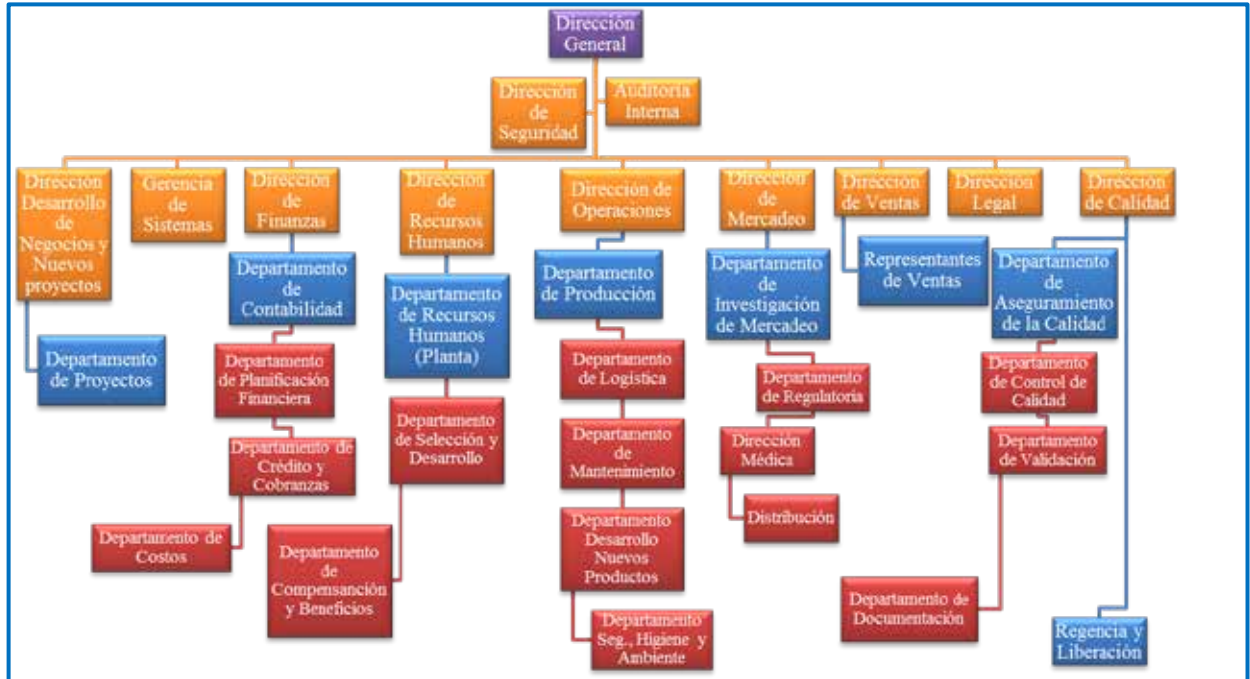 Dirección
General
Dirección
de
Seguridad
Auditoría
Interna
Dirección
Desarrollo
de
Negocios y
Nuevos
proyectos
Gerencia
de
Sistemas
Dirección
de
Finanzas
Dirección
de
Recursos
Humanos
Dirección de
Operaciones
Dirección
de
Mercadeo
Dirección
de Ventas
Dirección
Legal
Dirección
de Calidad
Departamento
de Proyectos
Departamento
de
Contabilidad
Departamento
de Planificación
Financiera
Departamento de
Crédito y
Cobranzas
Departamento de
Costos
Departamento
de Recursos
Humanos
(Planta)
Departamento
de Selección y
Desarrollo
Departamento
de
Compensanción
y Beneficios
Departamento
de Producción
Departamento
de Logística
Departamento
de
Mantenimiento
Departamento
Desarrollo
Nuevos
Productos
Departamento
Seg., Higiene y
Ambiente
Departamento
de
Investigación
de Mercadeo
Departamento
de Regulatoria
Dirección
Médica
Distribución
Representantes
de Ventas
Departamento
de
Aseguramiento
de la Calidad
Departamento
de Control de
Calidad
Departamento
de Validación
Departamento de
Documentación
Regencia y
Liberación